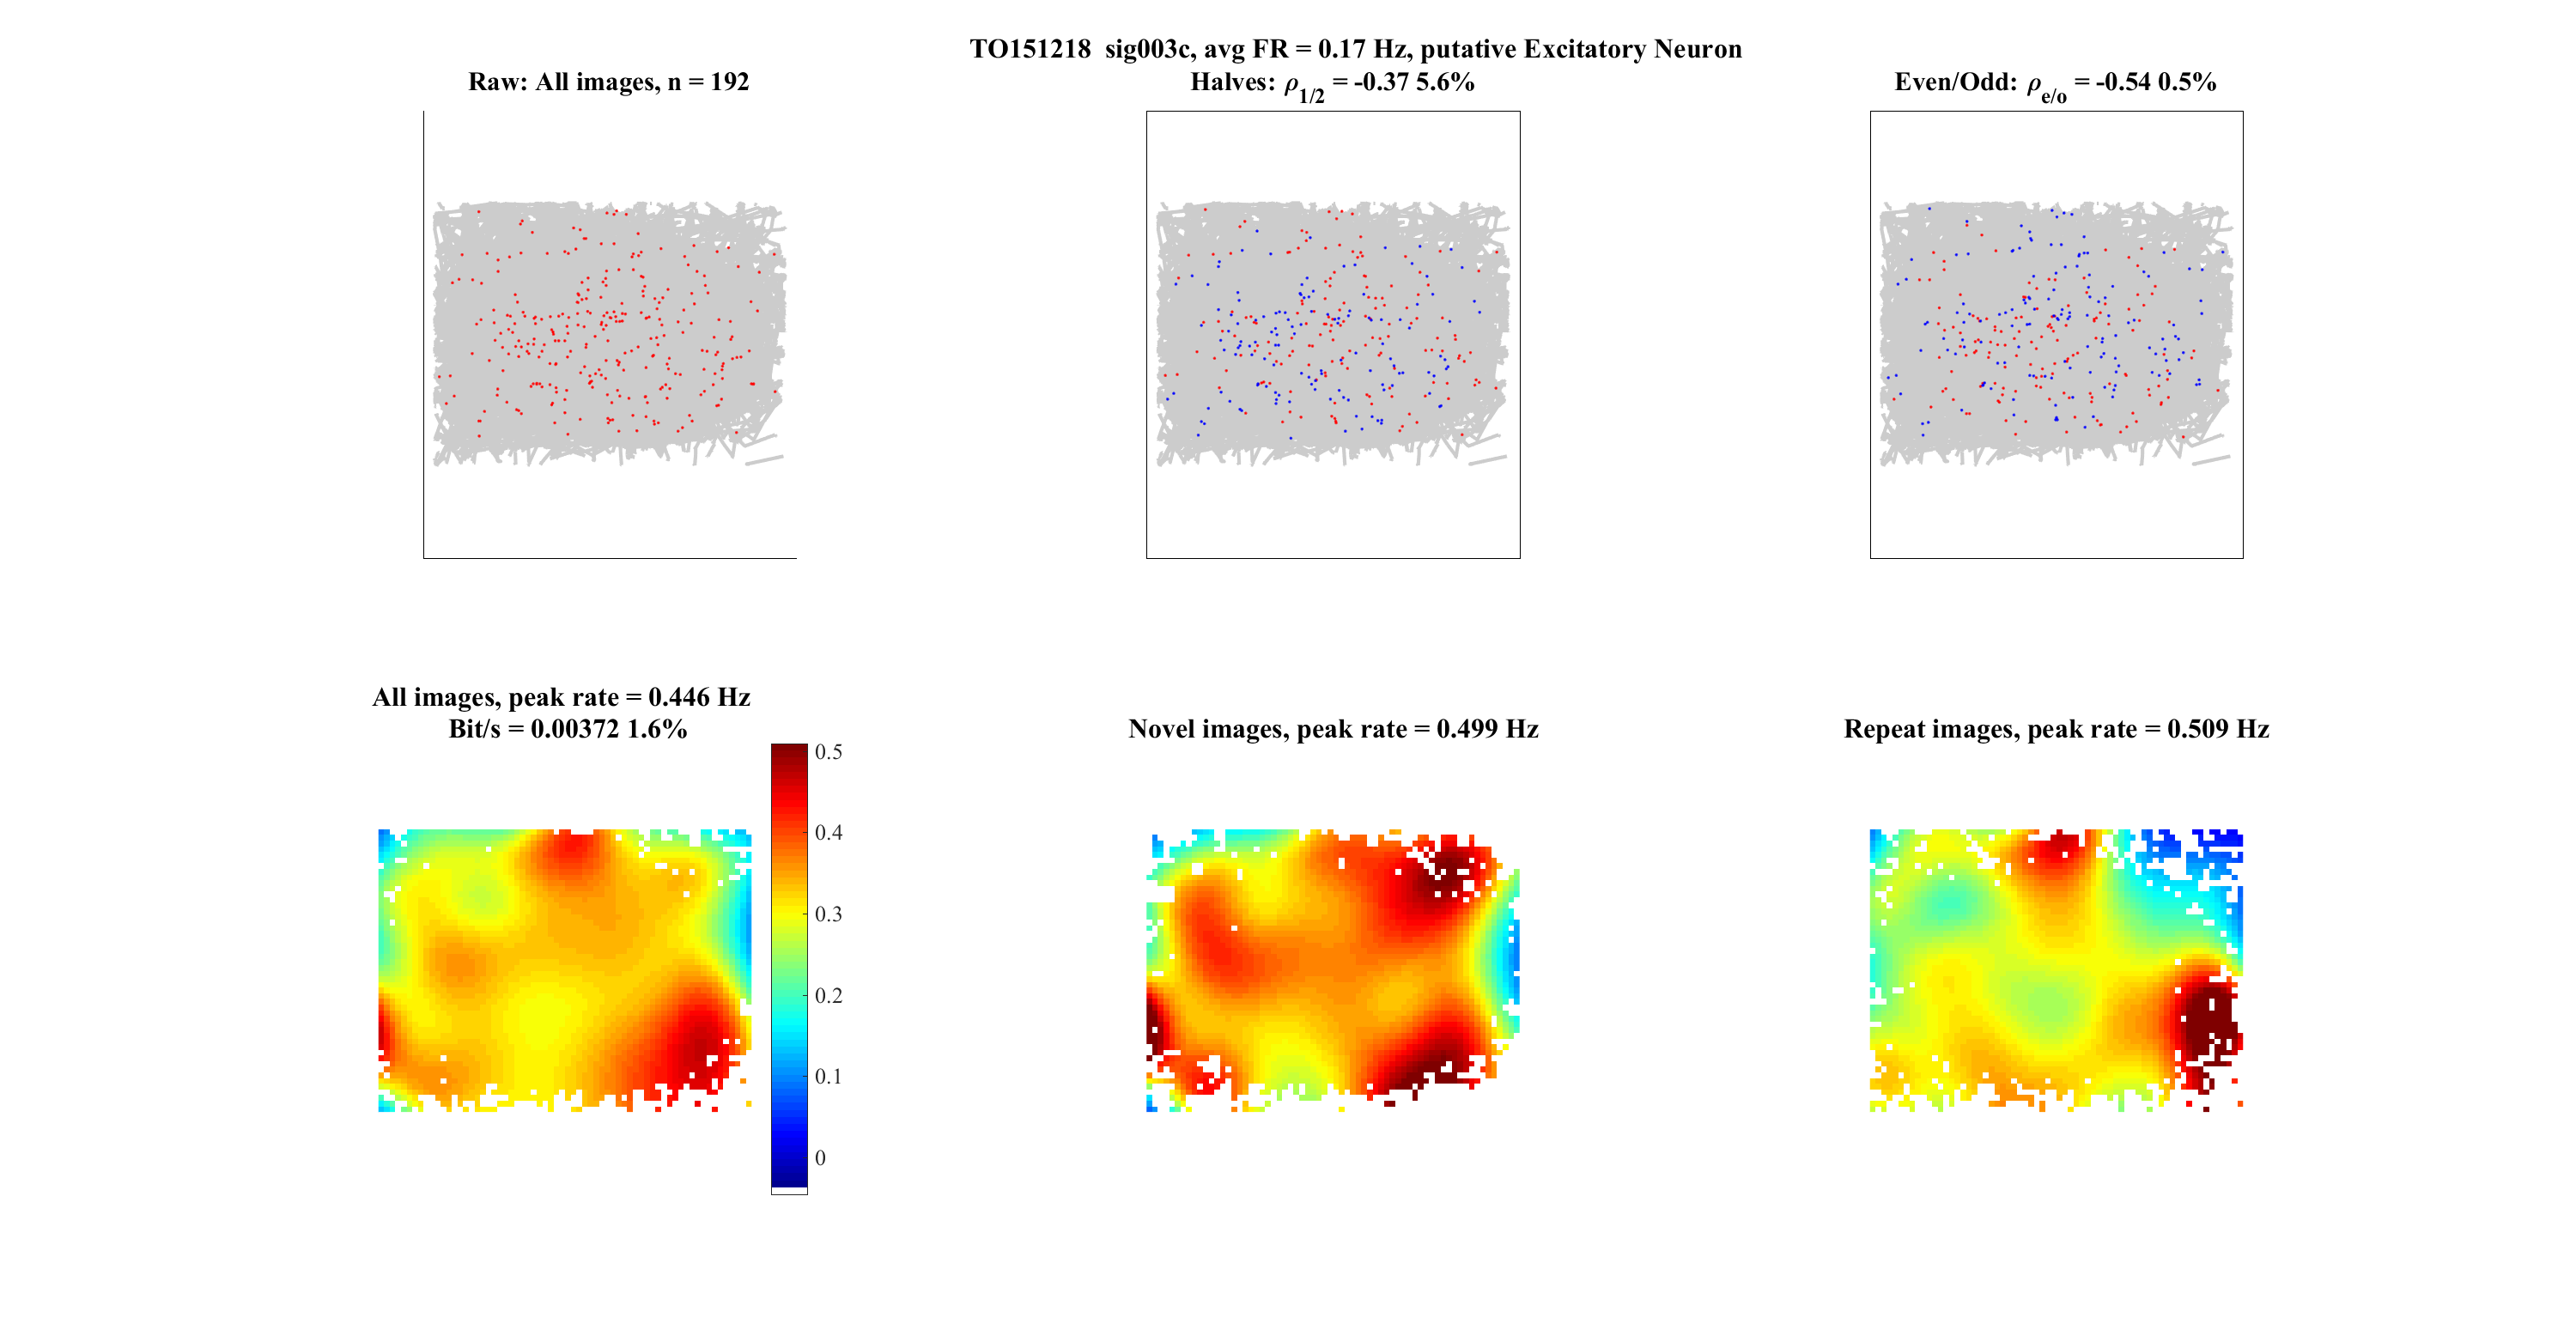 TO151218  sig003c, avg FR = 0.17 Hz, putative Excitatory Neuron
Raw: All images, n = 192
Halves: ρ1/2 = -0.37 5.6%
Even/Odd: ρe/o = -0.54 0.5%
All images, peak rate = 0.446 Hz
Bit/s = 0.00372 1.6%
Novel images, peak rate = 0.499 Hz
Repeat images, peak rate = 0.509 Hz
0.5
0.4
0.3
0.2
0.1
0